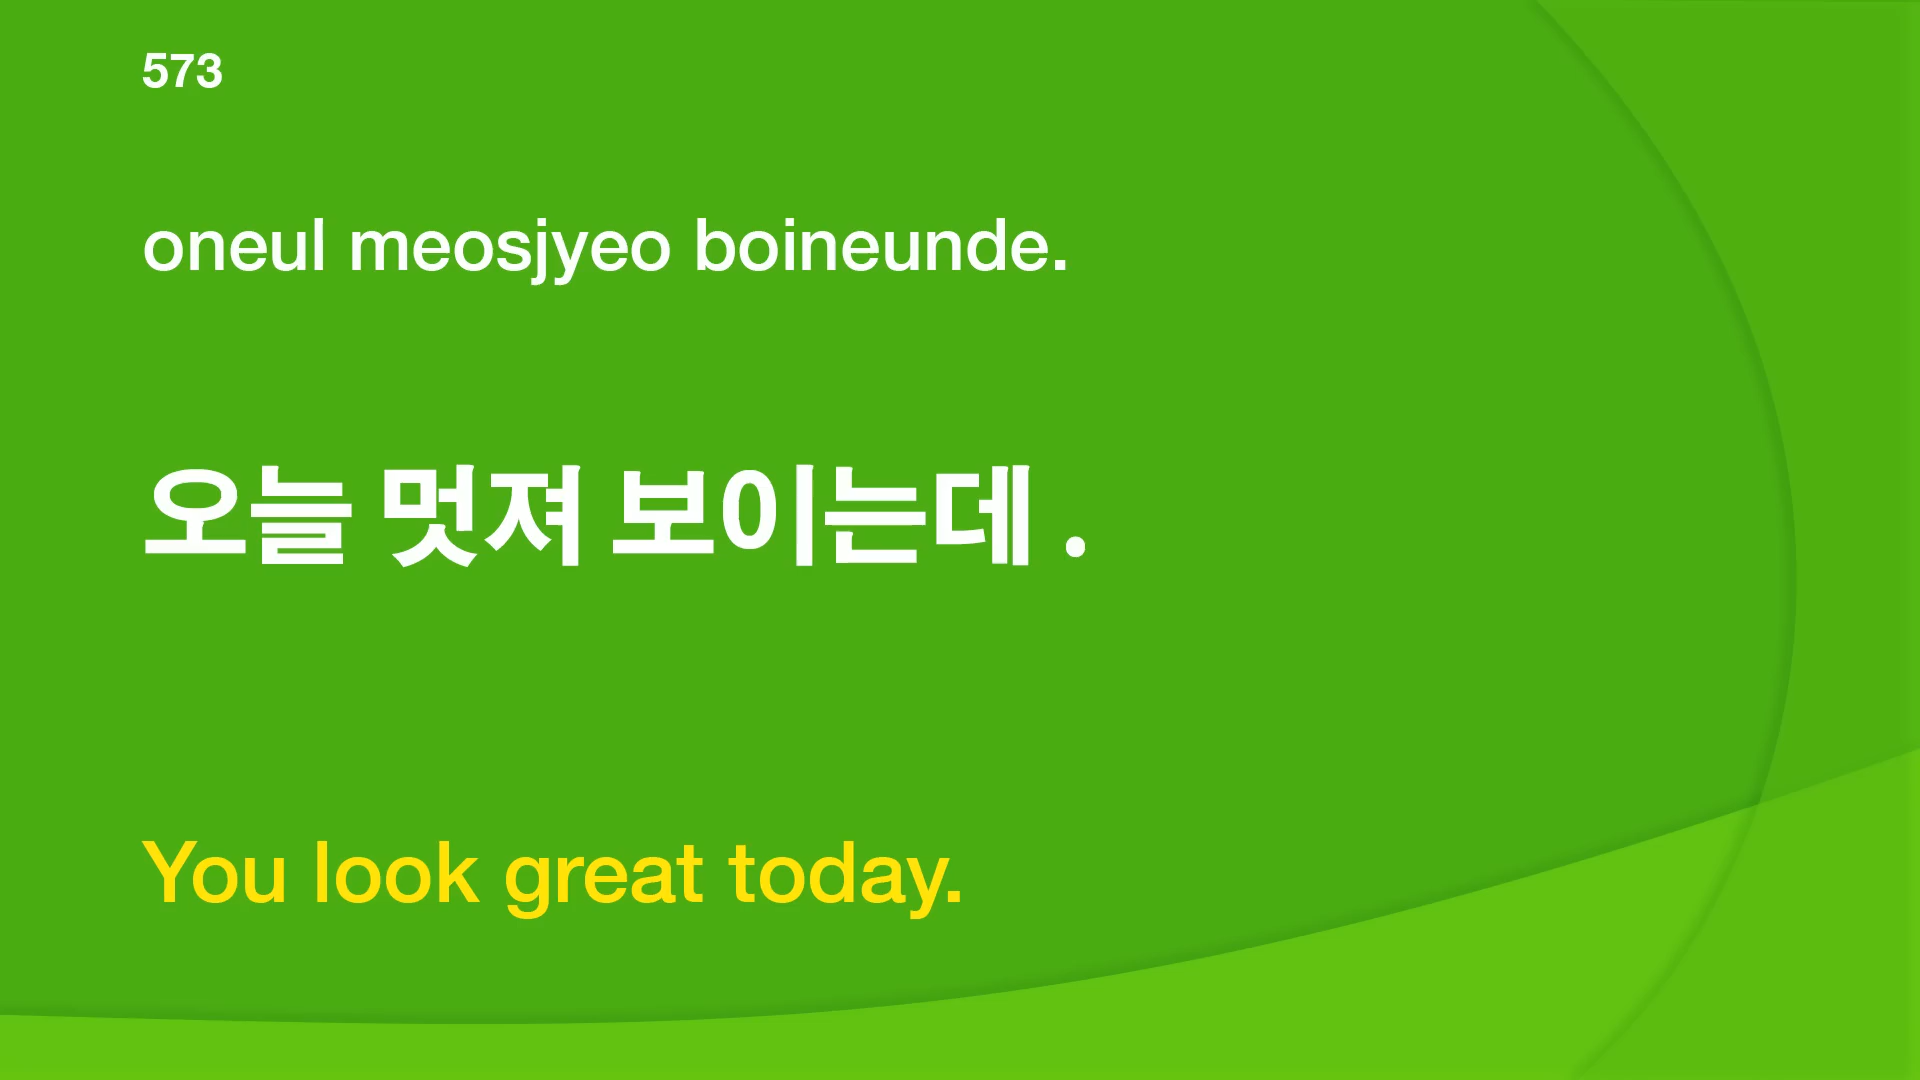 573
oneul meosjyeo boineunde.
오늘 멋져 보이는데 .
You look great today.